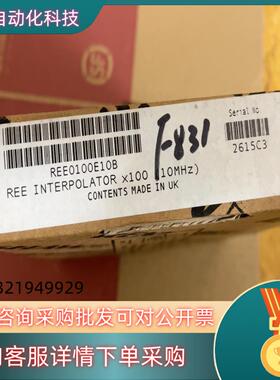 自动化科技
Serial No
F-831
REE0100E10B
2615C3
REE INTERPOLATOR x100 (10MHz)
CONTENTS MADE IN UK
321949929
咨询采购批发可对公开票
客服详情下单采购